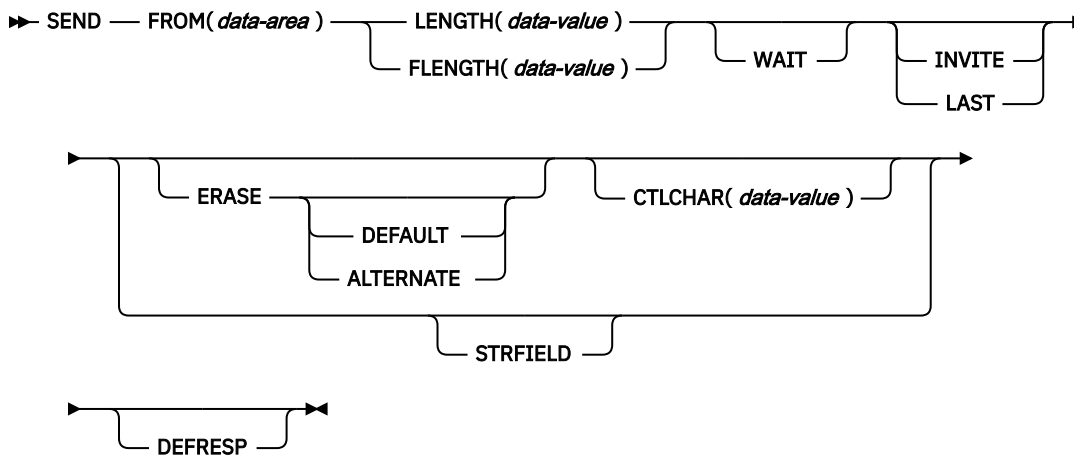 SEND FROM( data-area ) LENGTH( data-value )
FLENGTH( data-value ) WAIT INVITE
LAST
ERASE CTLCHAR( data-value )
DEFAULT
ALTERNATE
STRFIELD
DEFRESP